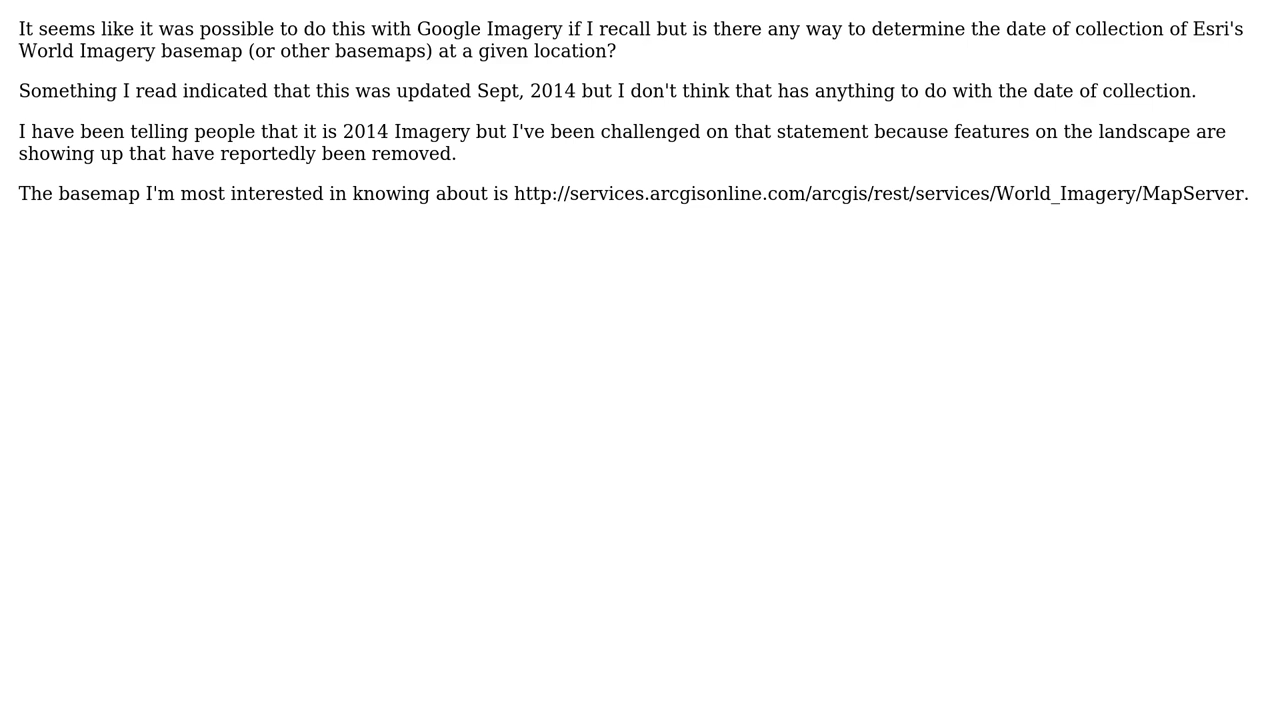 It seems like it was possible to do this with Google Imagery if I recall but is there any way to determine the date of collection of Esri's
World Imagery basemap (or other basemaps) at a given location?
Something I read indicated that this was updated Sept, 2014 but I don't think that has anything to do with the date of collection.
I have been telling people that it is 2014 Imagery but I've been challenged on that statement because features on the landscape are
showing up that have reportedly been removed.
The basemap I'm most interested in knowing about is http://services.arcgisonline.com/arcgis/rest/services/World_Imagery/MapServer.